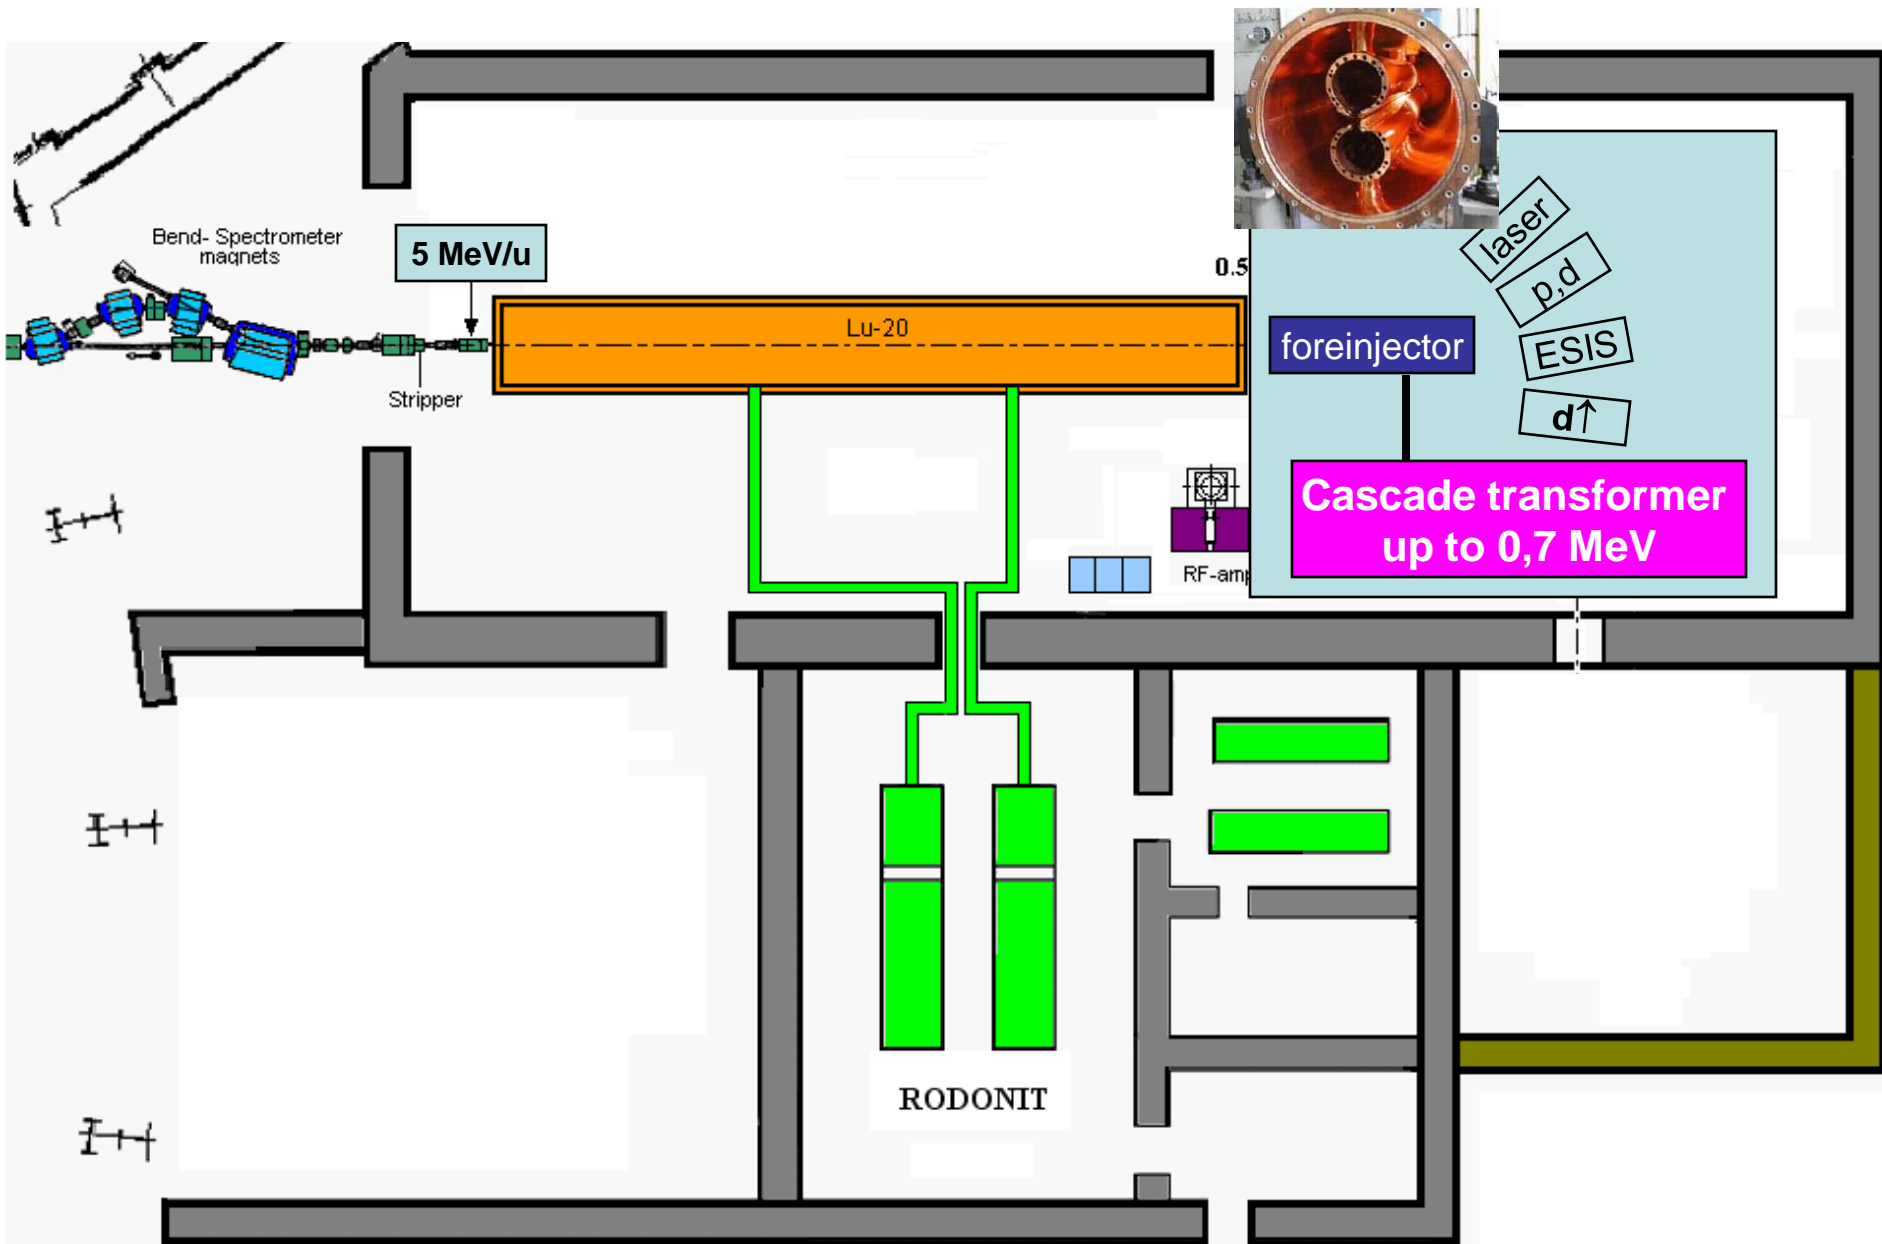 Bend- Spectrometer
magnets
5 MeV/u
0.5
laser
p,d
Lu-20
foreinjector
ESIS
Stripper
d↑
Cascade transformer
up to 0,7 MeV
RF-amp
RODONIT